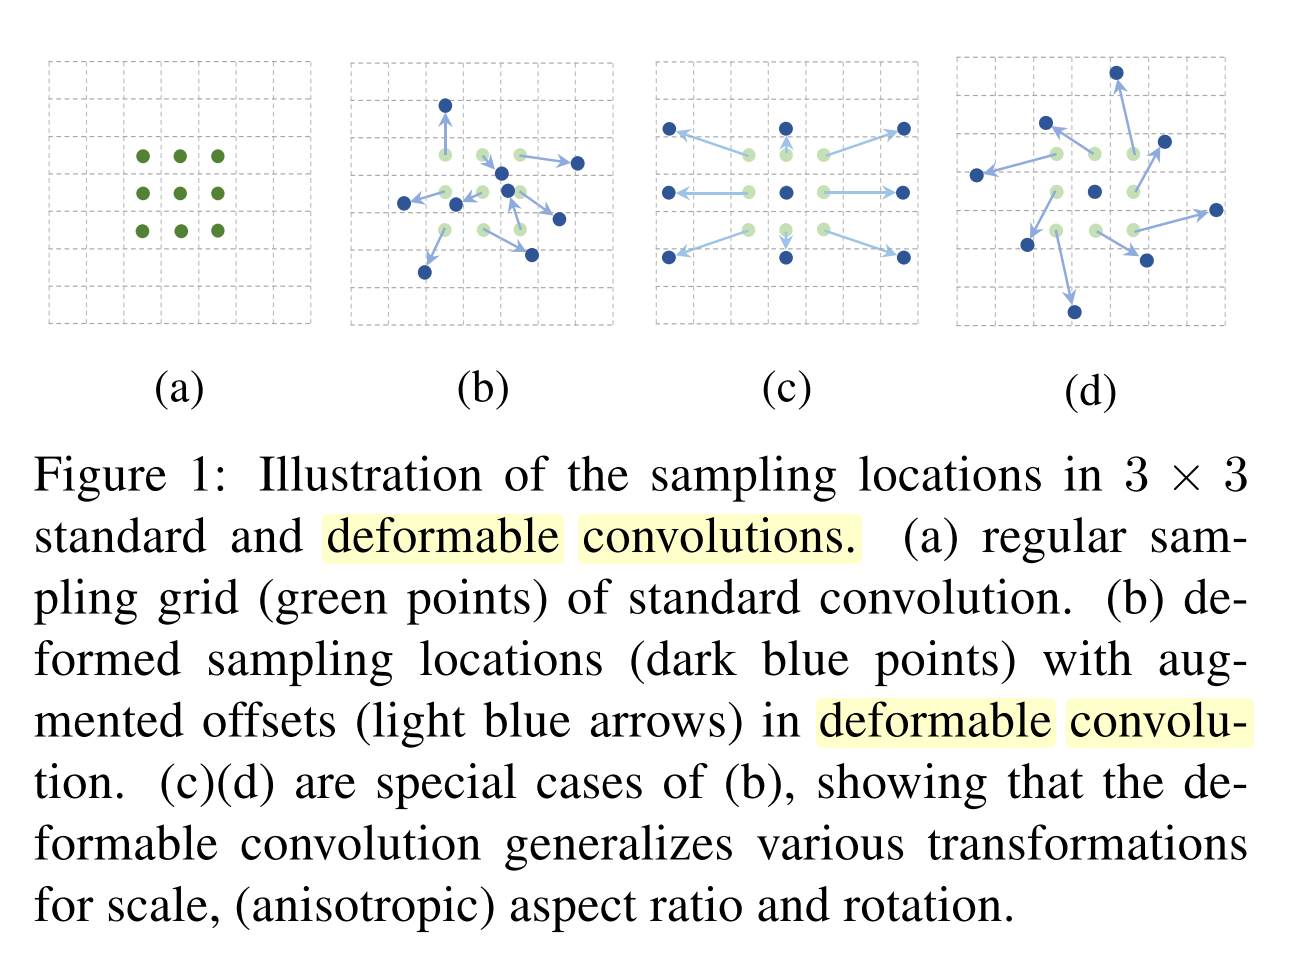 (a) (b) (c) (d)
Figure 1: Illustration of the sampling locations in 3 × 3
standard and deformable convolutions. (a) regular sam-
pling grid (green points) of standard convolution. (b) de-
formed sampling locations (dark blue points) with aug-
mented offsets (light blue arrows) in deformable convolu-
tion. (c)(d) are special cases of (b), showing that the de-
formable convolution generalizes various transformations
for scale, (anisotropic) aspect ratio and rotation.